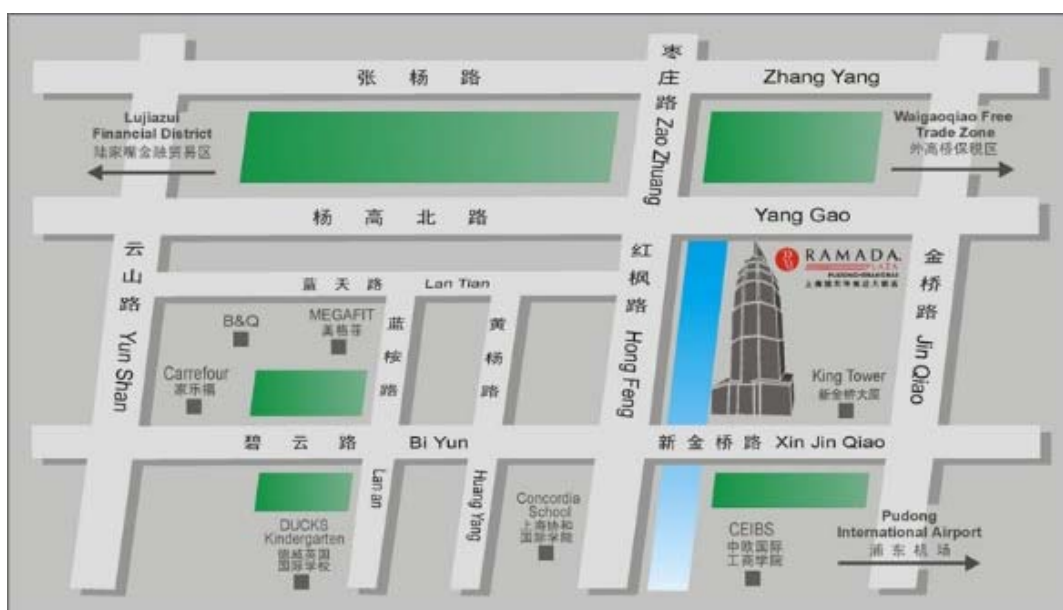 张杨路
Zhang Yang
枣庄路
Zao Zhuang
Lujiazui
Financial District
陆家嘴金融贸易区
Waigaoqiao Free
Trade Zone
外高桥保税区
杨高北路
Yang Gao
云山路
Yun Shan
红枫路
Hong Feng
RAMADA
PLAZA
金桥路
Jin Qiao
蓝天路
Lan Tian
B&Q
MEGAFIT
美格菲
蓝桉路
黄杨路
Carrefour
家乐福
King Tower
新金桥大厦
碧云路
Bi Yun
新金桥路
Xin Jin Qiao
Lan an
Huang Yang
DUCKS
Kindergarten
德威英国
国际学校
Concordia
School
上海协和
国际学院
CEIBS
中欧国际
工商学院
Pudong
International Airport
浦东机场